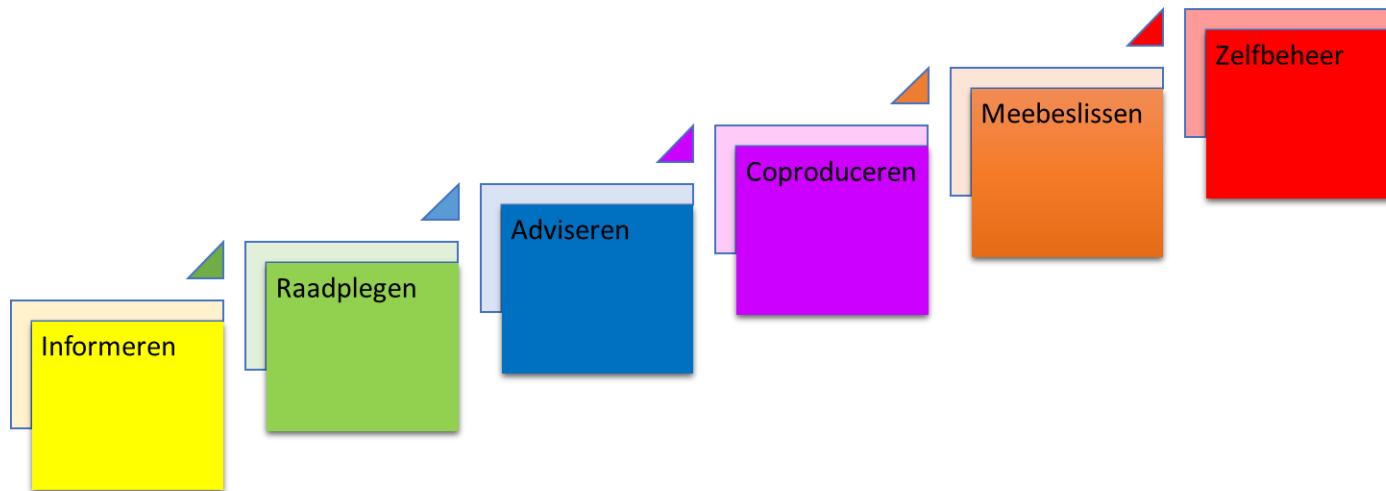 Informeren
Raadplegen
Adviseren
Coproduceren
Meebeslissen
Zelfbeheer